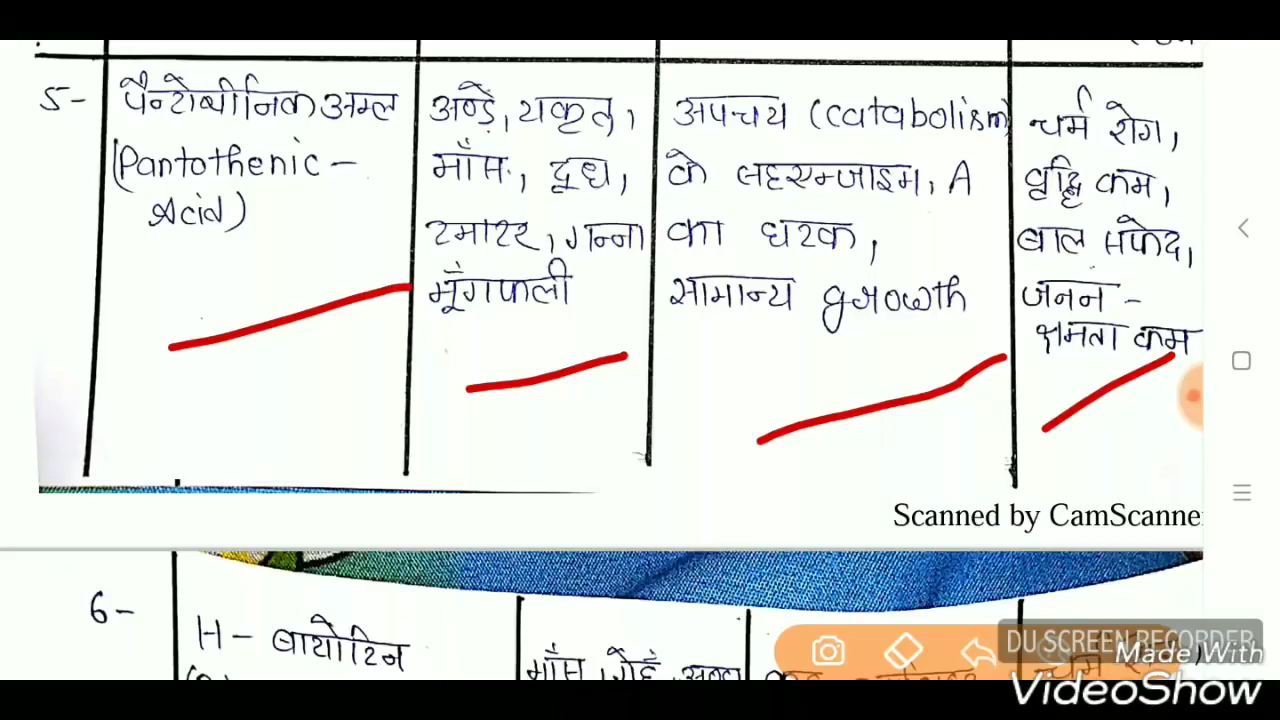 5-
पैन्टोथीनिक अम्ल
(Pantothenic -
Acid)
अण्डे, यकृत,
माँस, दूध,
टमाटर, गन्ना
मूँगफली
अपचय (catabolism)
के सहएन्जाइम, A
का घटक,
सामान्य growth
चर्म रोग,
वृद्धि कम,
बाल सफेद,
जनन -
क्षमता कम
Scanned by CamScanne
6-
H - बायोटिन
माँस, गेहूँ,
DU SCREEN RECORDER
Made With
VideoShow